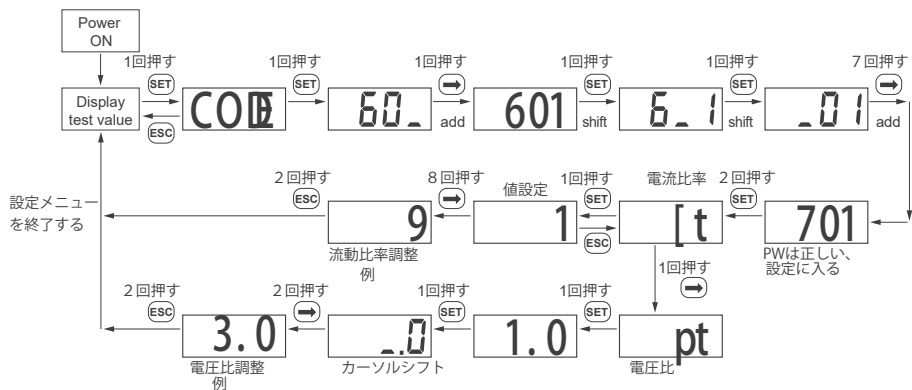 Power
ON
1回押す 1回押す 1回押す 1回押す 1回押す 7回押す
SET SET SET SET
Display
test value
ESC
CODE
60_
add
601
shift
6_1
shift
_01
add
設定メニュー
を終了する
2回押す 8回押す 値設定 1回押す 電流比率 2回押す
ESC SET SET
9
1
ESC
[t
701
流動比率調整
例
PWは正しい、
設定に入る
1回押す
2回押す 2回押す 1回押す 1回押す
ESC SET SET
3.0
_.0
1.0
pt
電圧比調整
例
カーソルシフト
電圧比